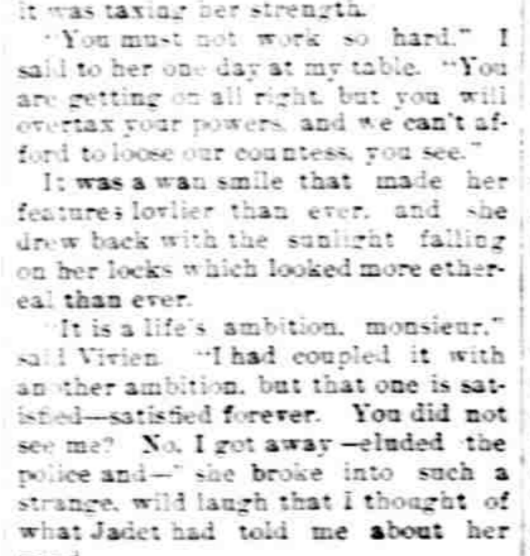 it was taxing her strength.
"You must not work so hard." I
said to her one day at my table. "You
are getting on all right, but you will
overtax your powers, and we can't af-
ford to loose our countess, you see."
It was a wan smile that made her
features lovlier than ever, and she
drew back with the sunlight falling
on her locks which looked more ether-
eal than ever.
"It is a life's ambition, monsieur,"
said Vivien. "I had coupled it with
another ambition, but that one is sat-
isfied—satisfied forever. You did not
see me? No, I got away—eluded the
police and—" she broke into such a
strange, wild laugh that I thought of
what Jadet had told me about her